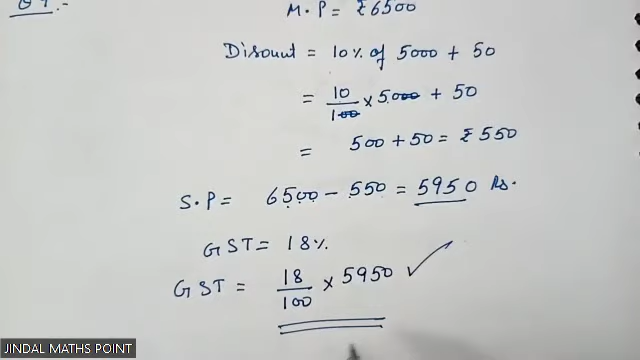 Q 9.-
M.P = ₹6500
Disount = 10% of 5000 + 50
= 10/100 × 5000 + 50
= 500 + 50 = ₹550
S.P = 6500 - 550 = 5950 Rs.
GST = 18%
GST = 18/100 × 5950 ✓
JINDAL MATHS POINT